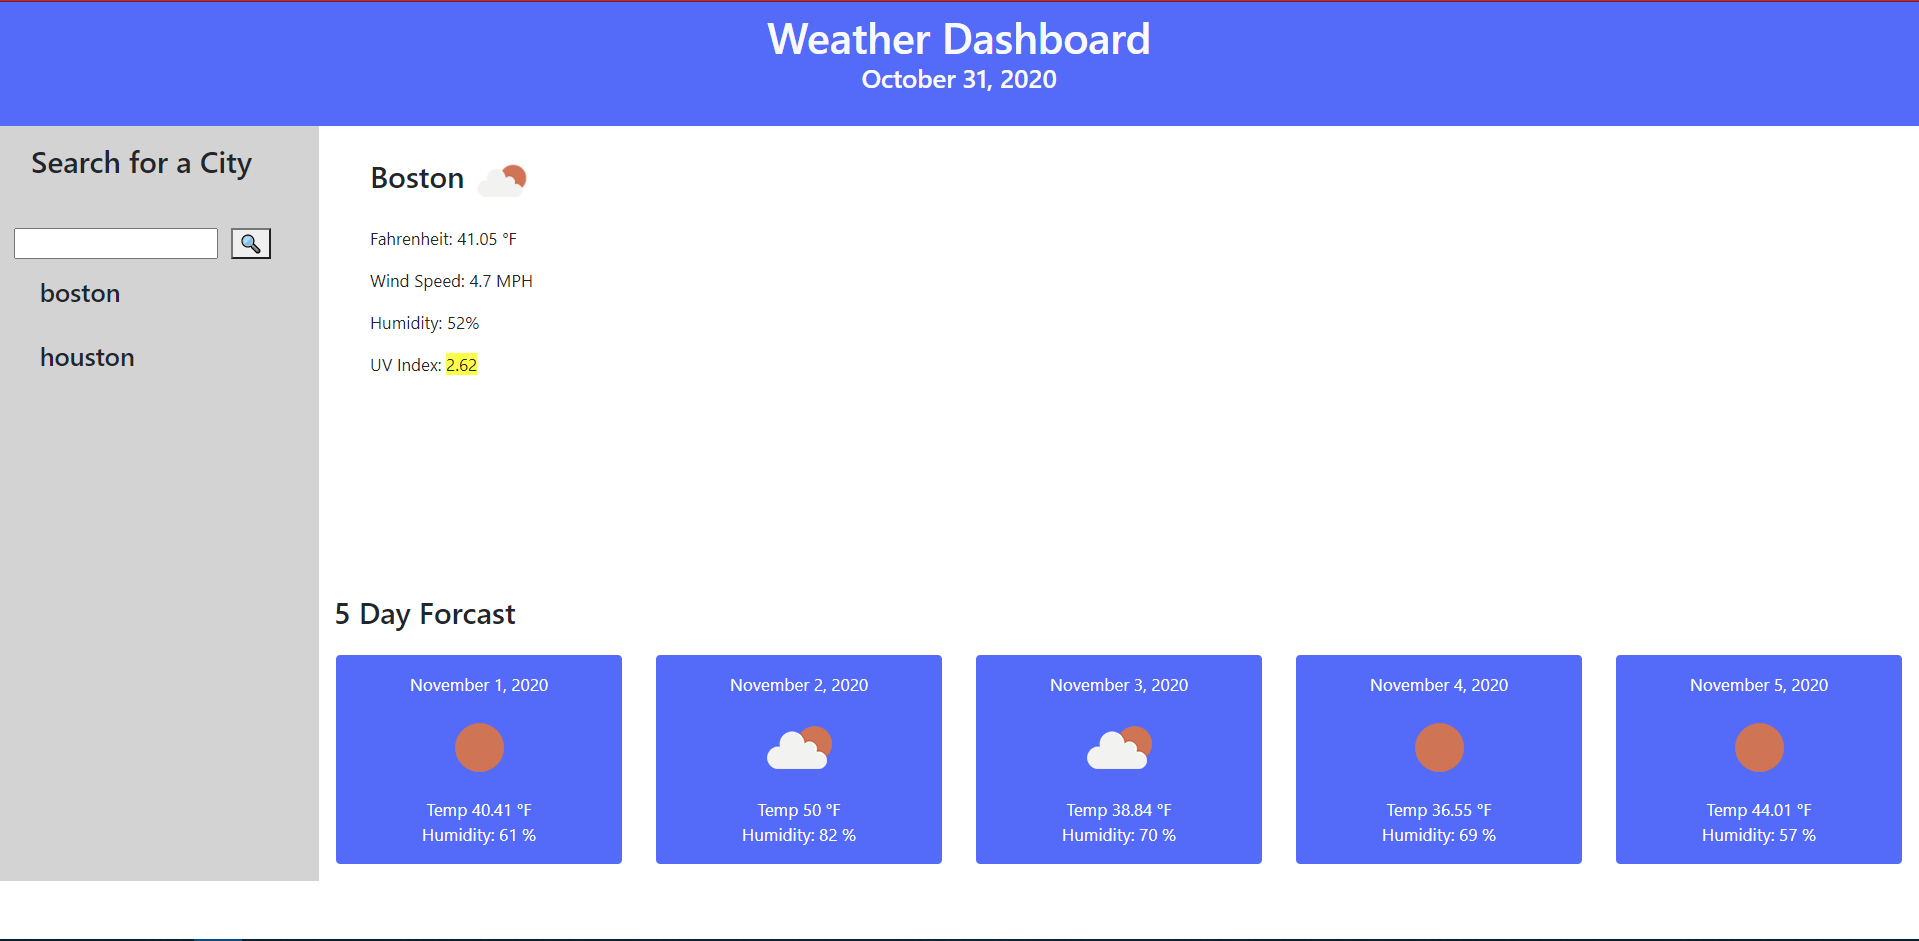 Weather Dashboard
October 31, 2020
Search for a City
boston
houston
Boston
Fahrenheit: 41.05 °F
Wind Speed: 4.7 MPH
Humidity: 52%
UV Index: 2.62
5 Day Forcast
November 1, 2020
Temp 40.41 °F
Humidity: 61 %
November 2, 2020
Temp 50 °F
Humidity: 82 %
November 3, 2020
Temp 38.84 °F
Humidity: 70 %
November 4, 2020
Temp 36.55 °F
Humidity: 69 %
November 5, 2020
Temp 44.01 °F
Humidity: 57 %